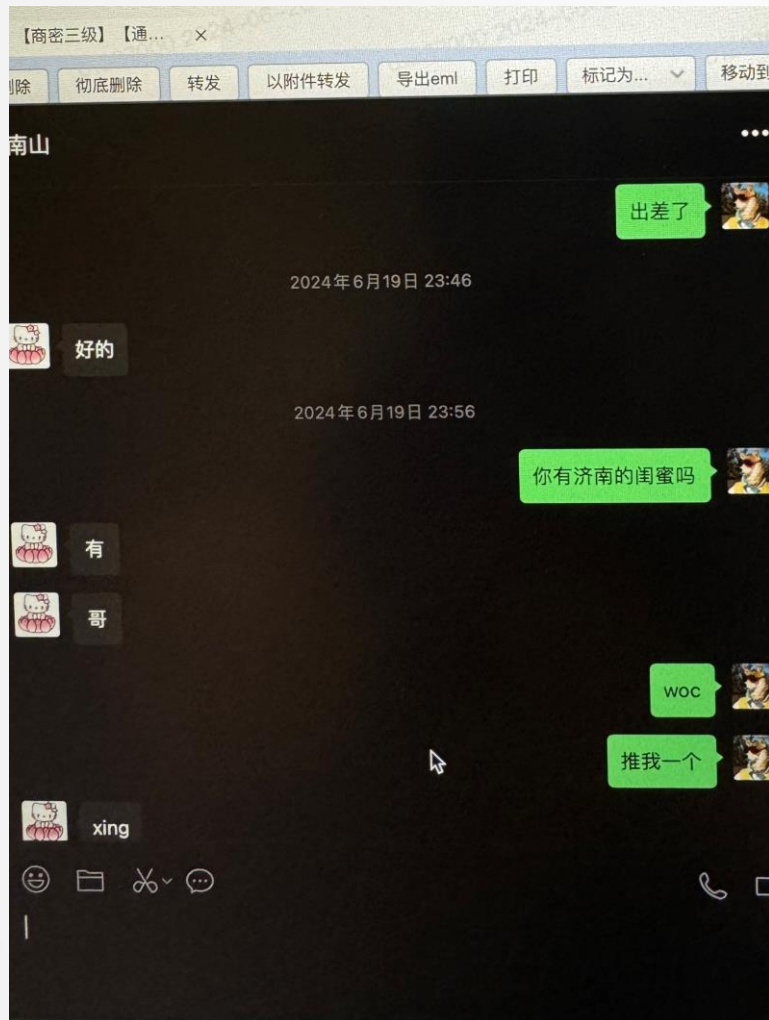 【商密三级】【通...
×
删除
彻底删除
转发
以附件转发
导出eml
打印
标记为...
移动到
南山
出差了
2024年6月19日 23:46
好的
2024年6月19日 23:56
你有济南的闺蜜吗
有
哥
woc
推我一个
xing